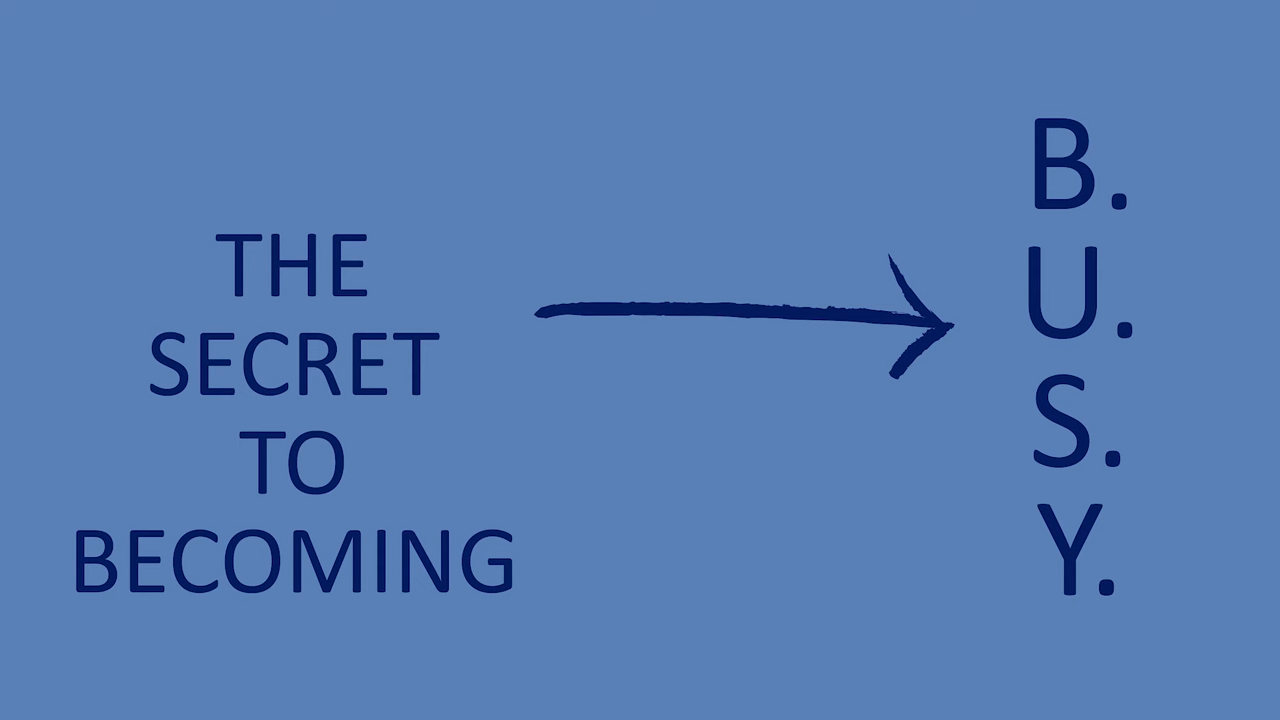 THE
SECRET
TO
BECOMING
B.
U.
S.
Y.